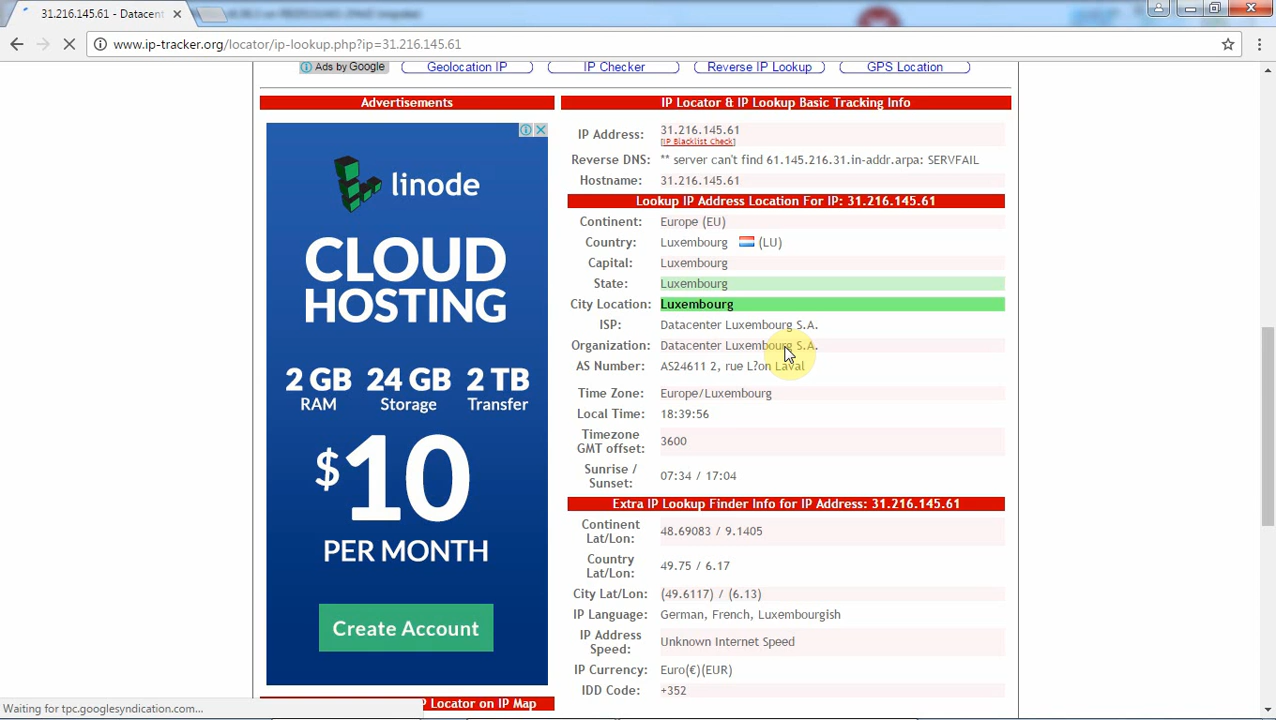 31.216.145.61 - Datacent
www.ip-tracker.org/locator/ip-lookup.php?ip=31.216.145.61
Ads by Google
Geolocation IP
IP Checker
Reverse IP Lookup
GPS Location
Advertisements
linode
CLOUD
HOSTING
2 GB 24 GB 2 TB
RAM Storage Transfer
$10
PER MONTH
Create Account
IP Locator & IP Lookup Basic Tracking Info
IP Address: 31.216.145.61
[IP Blacklist Check]
Reverse DNS: ** server can't find 61.145.216.31.in-addr.arpa: SERVFAIL
Hostname: 31.216.145.61
Lookup IP Address Location For IP: 31.216.145.61
Continent: Europe (EU)
Country: Luxembourg (LU)
Capital: Luxembourg
State: Luxembourg
City Location: Luxembourg
ISP: Datacenter Luxembourg S.A.
Organization: Datacenter Luxembourg S.A.
AS Number: AS24611 2, rue L?on Laval
Time Zone: Europe/Luxembourg
Local Time: 18:39:56
Timezone
GMT offset: 3600
Sunrise /
Sunset: 07:34 / 17:04
Extra IP Lookup Finder Info for IP Address: 31.216.145.61
Continent
Lat/Lon: 48.69083 / 9.1405
Country
Lat/Lon: 49.75 / 6.17
City Lat/Lon: (49.6117) / (6.13)
IP Language: German, French, Luxembourgish
IP Address
Speed: Unknown Internet Speed
IP Currency: Euro(€)(EUR)
IDD Code: +352
P Locator on IP Map
Waiting for tpc.googlesyndication.com...